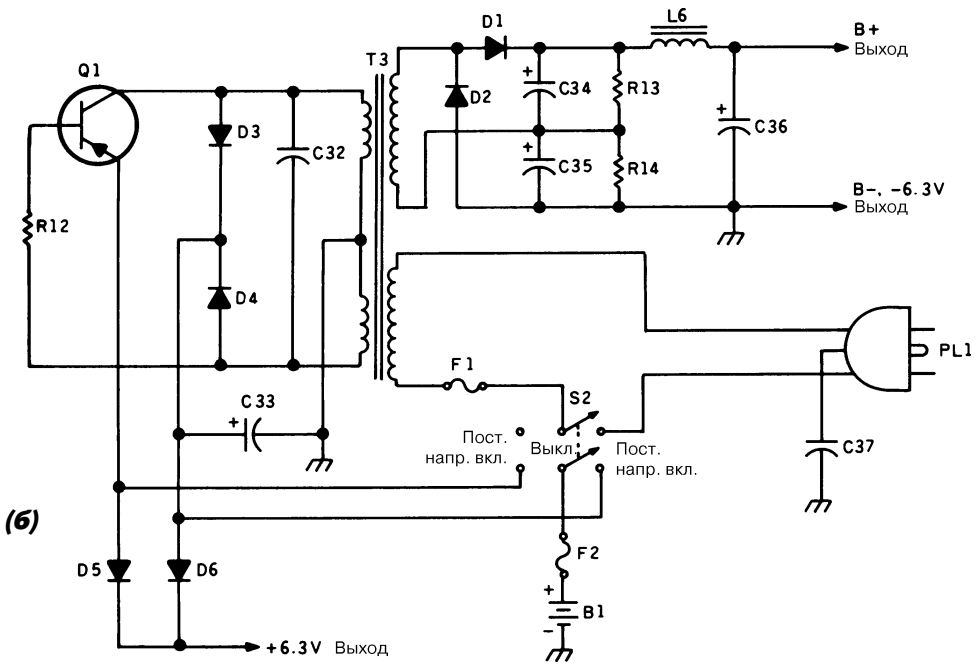 D1
L6
B+
Выход
Q1
T3
D2
C34
R13
D3
C32
C36
C35
R14
B-, -6.3V
Выход
R12
D4
F1
PL1
C33
S2
Пост.
напр. вкл.
Выкл.
Пост.
напр. вкл.
C37
(б)
D5
D6
F2
B1
+6.3V Выход